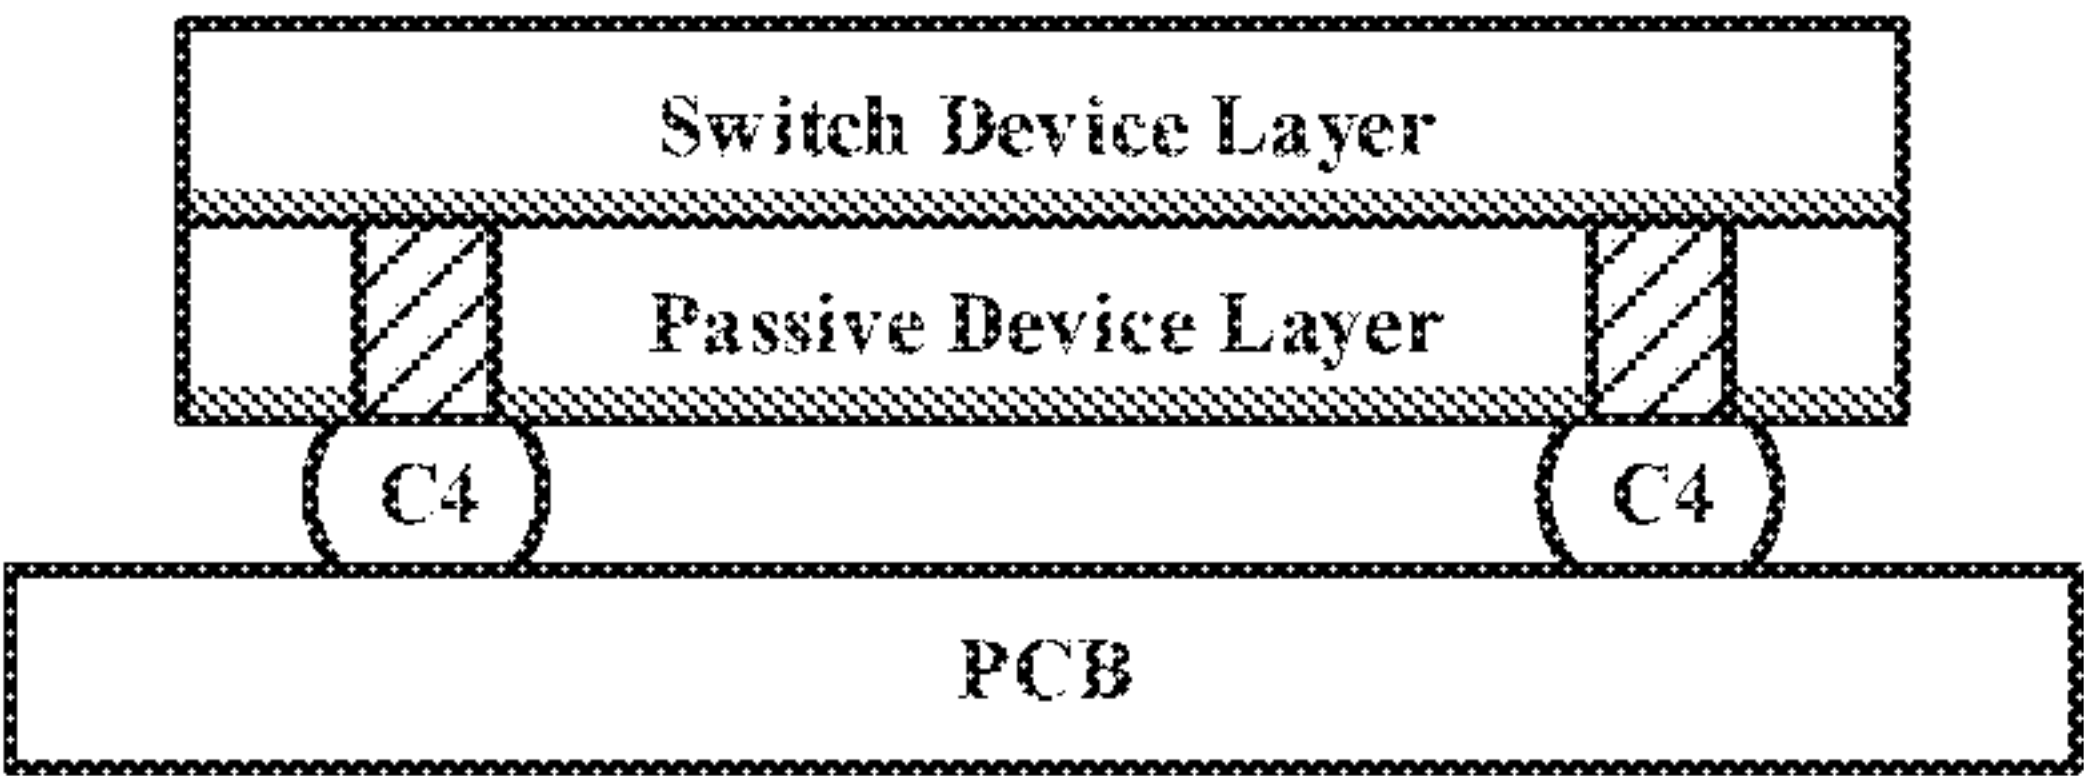 Switch Device Layer
Passive Device Layer
C4 C4
PCB